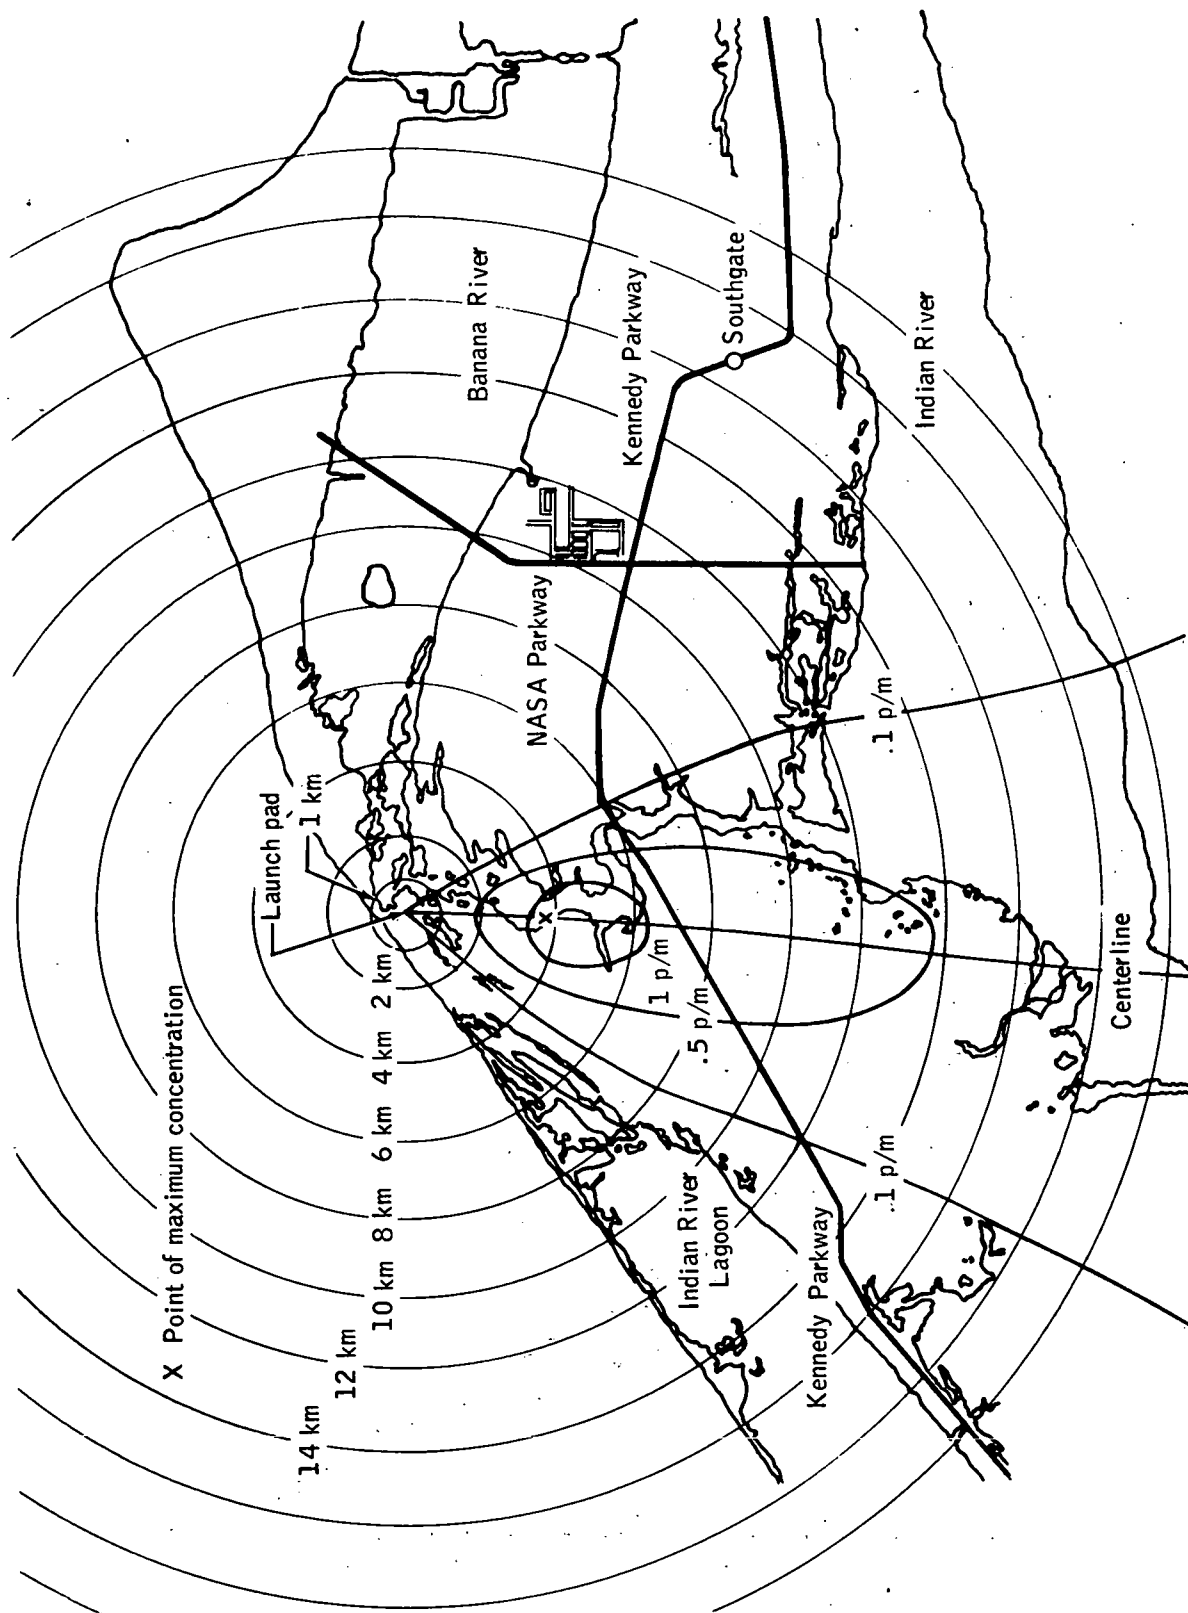 X Point of maximum concentration
14 km
12 km
10 km
8 km
6 km
4 km
2 km
Launch pad
1 km
Indian River
Lagoon
Kennedy Parkway
1 p/m
.5 p/m
.1 p/m
Centerline
NASA Parkway
.1 p/m
Banana River
Kennedy Parkway
Southgate
Indian River
X